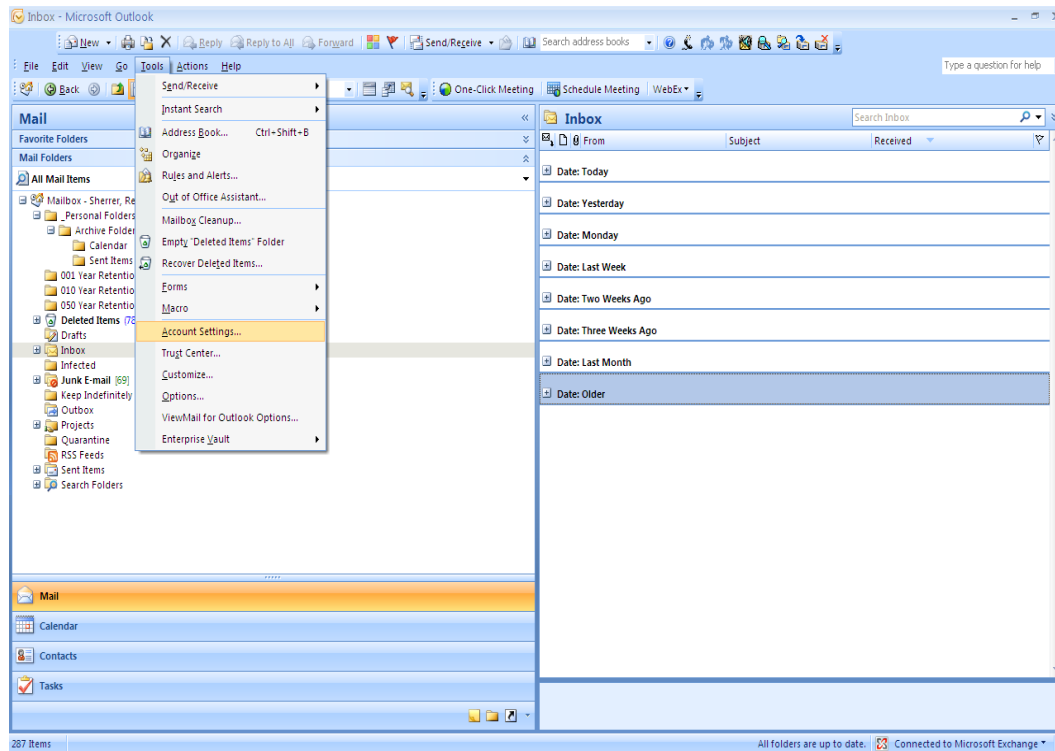 Inbox - Microsoft Outlook
New Reply Reply to All Forward Send/Receive Search address books
File Edit View Go Tools Actions Help Type a question for help
Back One-Click Meeting Schedule Meeting WebEx
Send/Receive
Instant Search
Address Book... Ctrl+Shift+B
Organize
Rules and Alerts...
Out of Office Assistant...
Mailbox Cleanup...
Empty "Deleted Items" Folder
Recover Deleted Items...
Forms
Macro
Account Settings...
Trust Center...
Customize...
Options...
ViewMail for Outlook Options...
Enterprise Vault
Mail
Favorite Folders
Mail Folders
All Mail Items
Mailbox - Sherrer, Re
_Personal Folders
Archive Folder
Calendar
Sent Items
001 Year Retentio
010 Year Retentio
050 Year Retentio
Deleted Items (78
Drafts
Inbox
Infected
Junk E-mail [69]
Keep Indefinitely
Outbox
Projects
Quarantine
RSS Feeds
Sent Items
Search Folders
Mail
Calendar
Contacts
Tasks
Inbox Search Inbox
From Subject Received
Date: Today
Date: Yesterday
Date: Monday
Date: Last Week
Date: Two Weeks Ago
Date: Three Weeks Ago
Date: Last Month
Date: Older
287 Items All folders are up to date. Connected to Microsoft Exchange